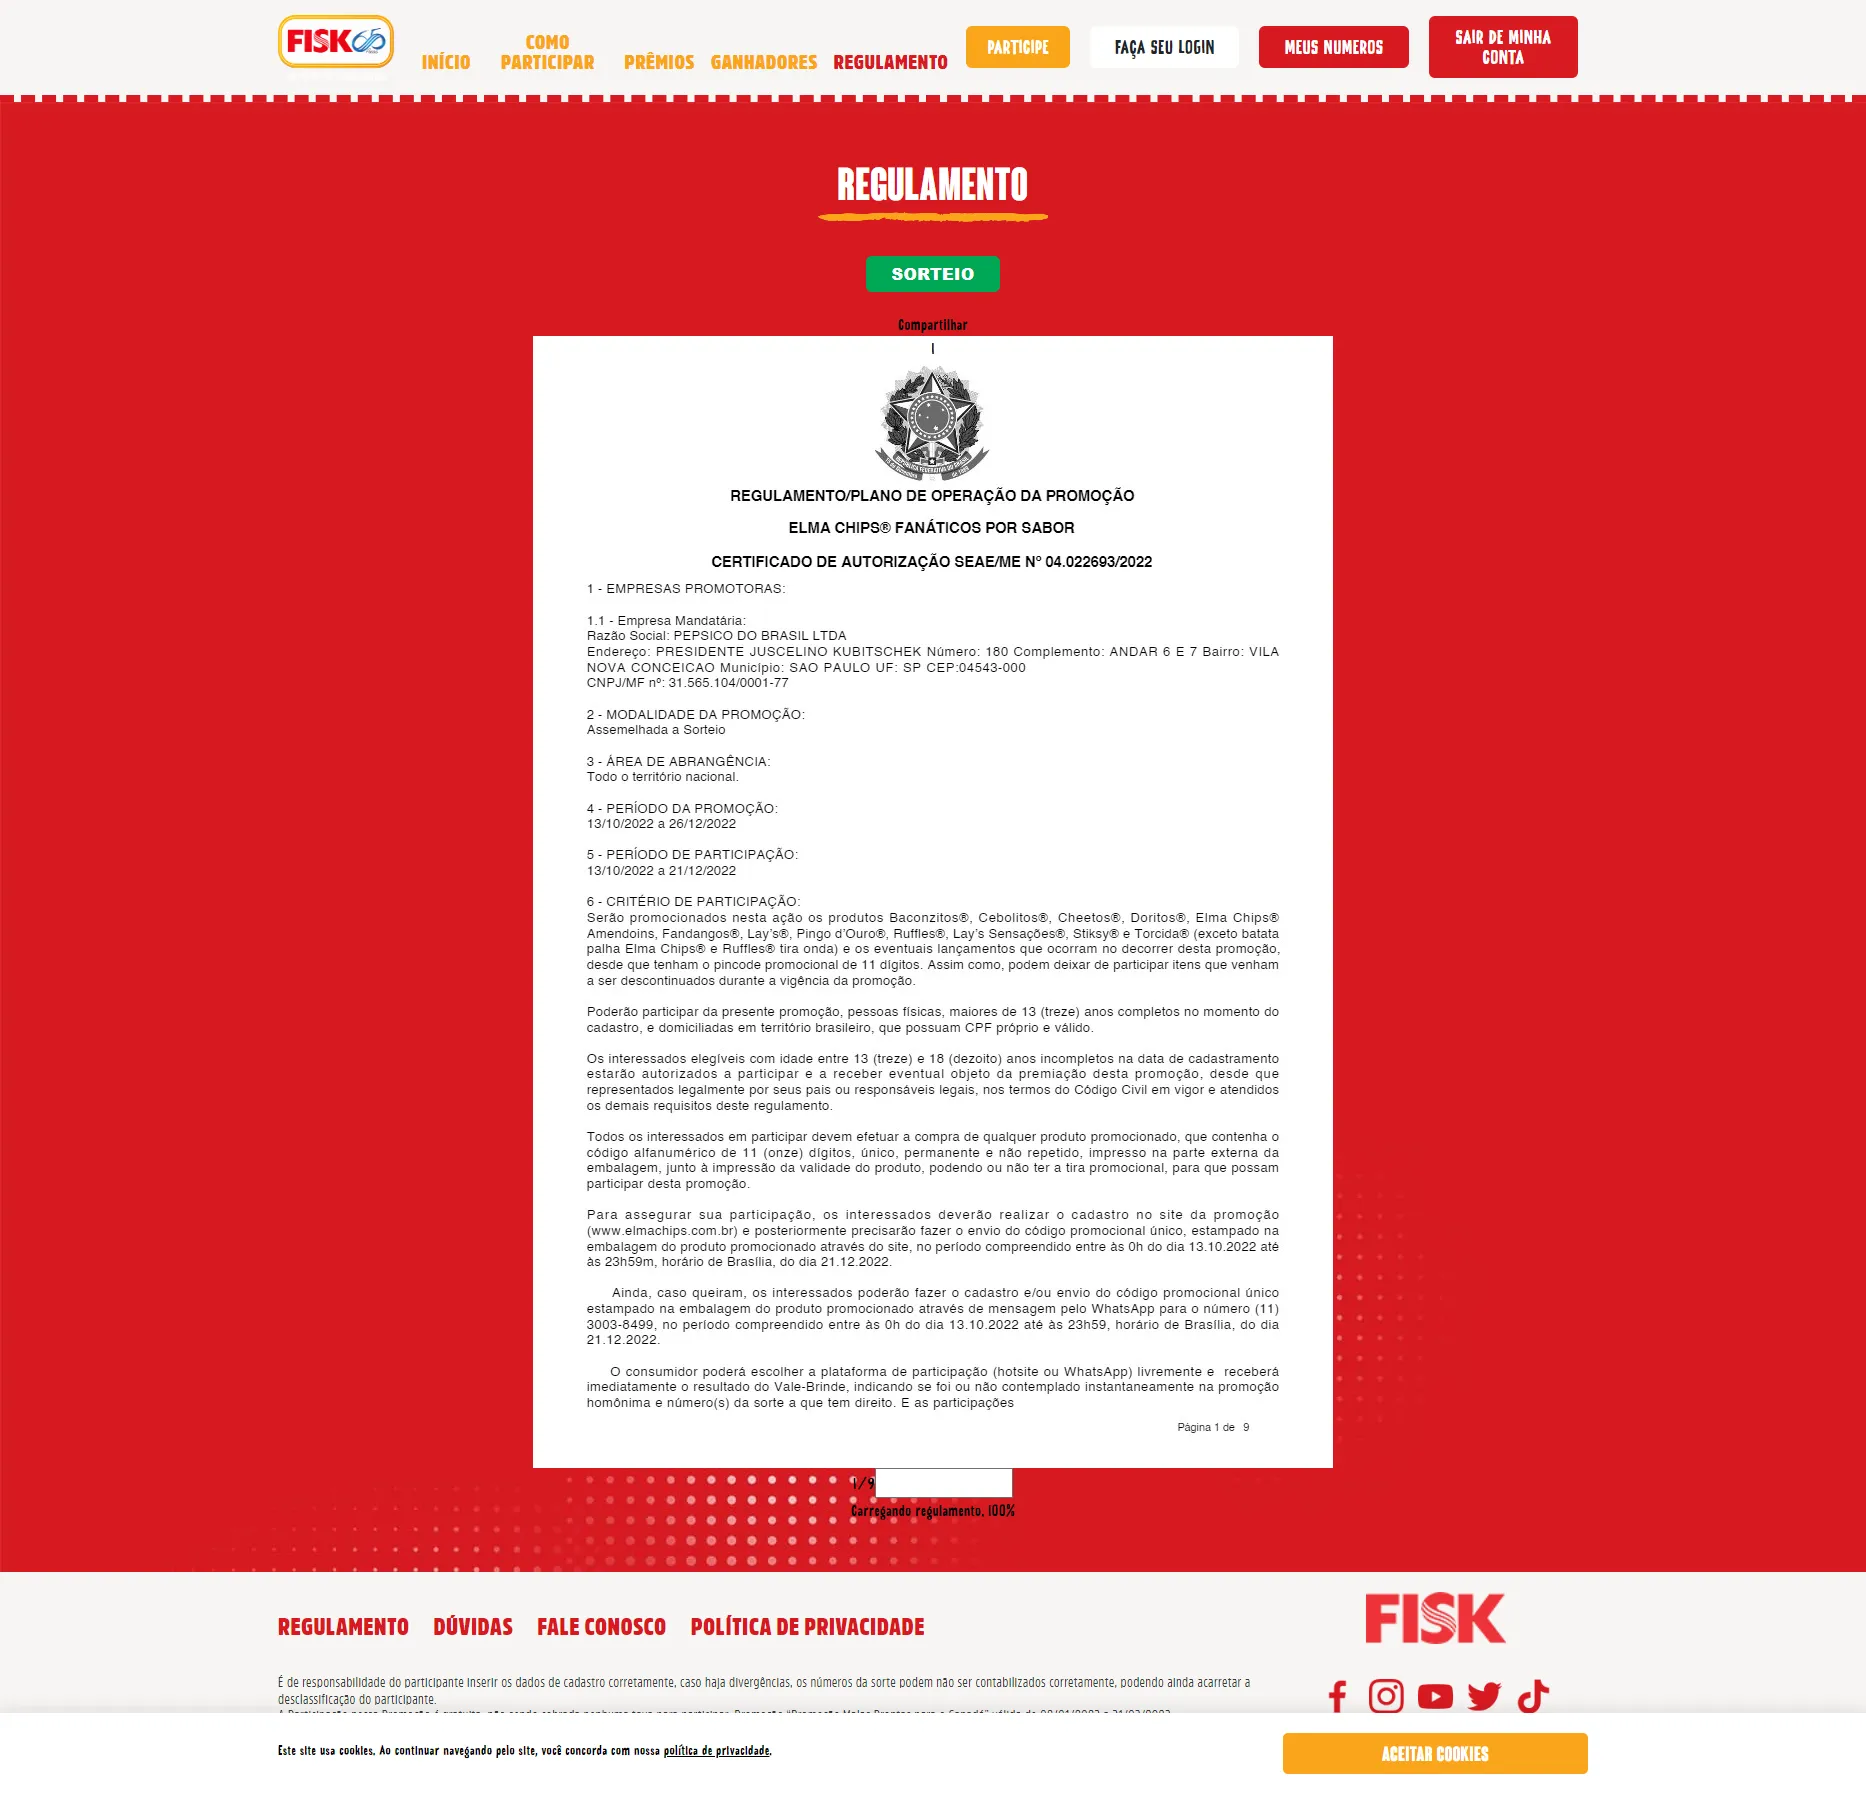 FISK 65
INÍCIO
COMO
PARTICIPAR
PRÊMIOS
GANHADORES
REGULAMENTO
PARTICIPE
FAÇA SEU LOGIN
MEUS NUMEROS
SAIR DE MINHA
CONTA
REGULAMENTO
SORTEIO
Compartilhar
1
REPÚBLICA FEDERATIVA DO BRASIL
REGULAMENTO/PLANO DE OPERAÇÃO DA PROMOÇÃO
ELMA CHIPS® FANÁTICOS POR SABOR
CERTIFICADO DE AUTORIZAÇÃO SEAE/ME Nº 04.022693/2022
1 - EMPRESAS PROMOTORAS:
1.1 - Empresa Mandatária:
Razão Social: PEPSICO DO BRASIL LTDA
Endereço: PRESIDENTE JUSCELINO KUBITSCHEK Número: 180 Complemento: ANDAR 6 E 7 Bairro: VILA
NOVA CONCEICAO Município: SAO PAULO UF: SP CEP:04543-000
CNPJ/MF nº: 31.565.104/0001-77
2 - MODALIDADE DA PROMOÇÃO:
Assemelhada a Sorteio
3 - ÁREA DE ABRANGÊNCIA:
Todo o território nacional.
4 - PERÍODO DA PROMOÇÃO:
13/10/2022 a 26/12/2022
5 - PERÍODO DE PARTICIPAÇÃO:
13/10/2022 a 21/12/2022
6 - CRITÉRIO DE PARTICIPAÇÃO:
Serão promocionados nesta ação os produtos Baconzitos®, Cebolitos®, Cheetos®, Doritos®, Elma Chips®
Amendoins, Fandangos®, Lay's®, Pingo d'Ouro®, Ruffles®, Lay's Sensações®, Stiksy® e Torcida® (exceto batata
palha Elma Chips® e Ruffles® tira onda) e os eventuais lançamentos que ocorram no decorrer desta promoção,
desde que tenham o pincode promocional de 11 dígitos. Assim como, podem deixar de participar itens que venham
a ser descontinuados durante a vigência da promoção.
Poderão participar da presente promoção, pessoas físicas, maiores de 13 (treze) anos completos no momento do
cadastro, e domiciliadas em território brasileiro, que possuam CPF próprio e válido.
Os interessados elegíveis com idade entre 13 (treze) e 18 (dezoito) anos incompletos na data de cadastramento
estarão autorizados a participar e a receber eventual objeto da premiação desta promoção, desde que
representados legalmente por seus pais ou responsáveis legais, nos termos do Código Civil em vigor e atendidos
os demais requisitos deste regulamento.
Todos os interessados em participar devem efetuar a compra de qualquer produto promocionado, que contenha o
código alfanumérico de 11 (onze) dígitos, único, permanente e não repetido, impresso na parte externa da
embalagem, junto à impressão da validade do produto, podendo ou não ter a tira promocional, para que possam
participar desta promoção.
Para assegurar sua participação, os interessados deverão realizar o cadastro no site da promoção
(www.elmachips.com.br) e posteriormente precisarão fazer o envio do código promocional único, estampado na
embalagem do produto promocionado através do site, no período compreendido entre às 0h do dia 13.10.2022 até
às 23h59m, horário de Brasília, do dia 21.12.2022.
Ainda, caso queiram, os interessados poderão fazer o cadastro e/ou envio do código promocional único
estampado na embalagem do produto promocionado através de mensagem pelo WhatsApp para o número (11)
3003-8499, no período compreendido entre às 0h do dia 13.10.2022 até às 23h59, horário de Brasília, do dia
21.12.2022.
O consumidor poderá escolher a plataforma de participação (hotsite ou WhatsApp) livremente e receberá
imediatamente o resultado do Vale-Brinde, indicando se foi ou não contemplado instantaneamente na promoção
homônima e número(s) da sorte a que tem direito. E as participações
Página 1 de 9
1/9
Carregando regulamento, 100%
REGULAMENTO
DÚVIDAS
FALE CONOSCO
POLÍTICA DE PRIVACIDADE
FISK
É de responsabilidade do participante inserir os dados de cadastro corretamente, caso haja divergências, os números da sorte podem não ser contabilizados corretamente, podendo ainda acarretar a
desclassificação do participante.
Este site usa cookies. Ao continuar navegando pelo site, você concorda com nossa política de privacidade.
ACEITAR COOKIES